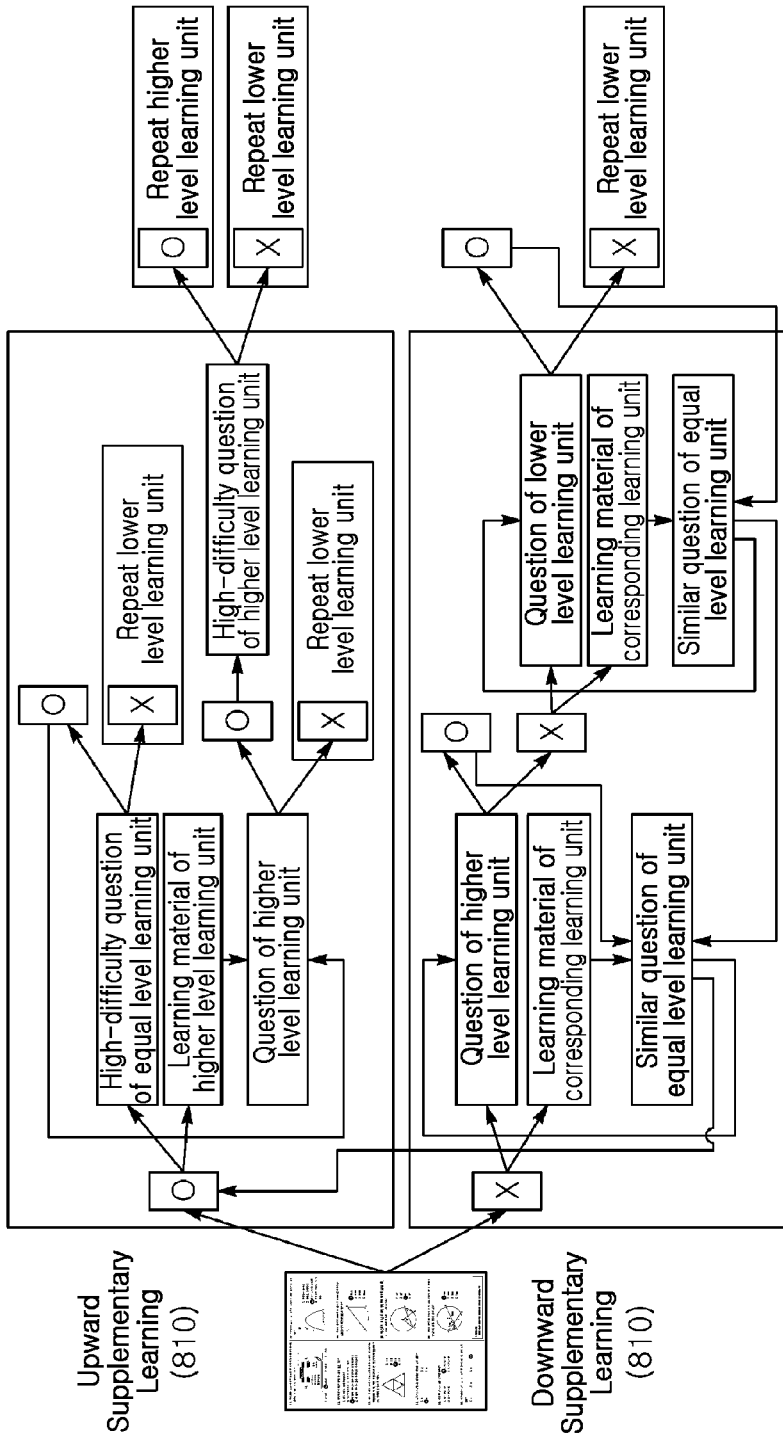 Upward
Supplementary
Learning
(810)
O
High-difficulty question
of equal level learning unit
Learning material of
higher level learning unit
Question of higher
level learning unit
O
X
Repeat lower
level learning unit
O
X
Repeat lower
level learning unit
High-difficulty question
of higher level learning unit
O
Repeat higher
level learning unit
X
Repeat lower
level learning unit
Downward
Supplementary
Learning
(810)
X
Question of higher
level learning unit
Learning material of
corresponding learning unit
Similar question of
equal level learning unit
O
X
Question of lower
level learning unit
Learning material of
corresponding learning unit
Similar question of equal
level learning unit
O
X
Repeat lower
level learning unit